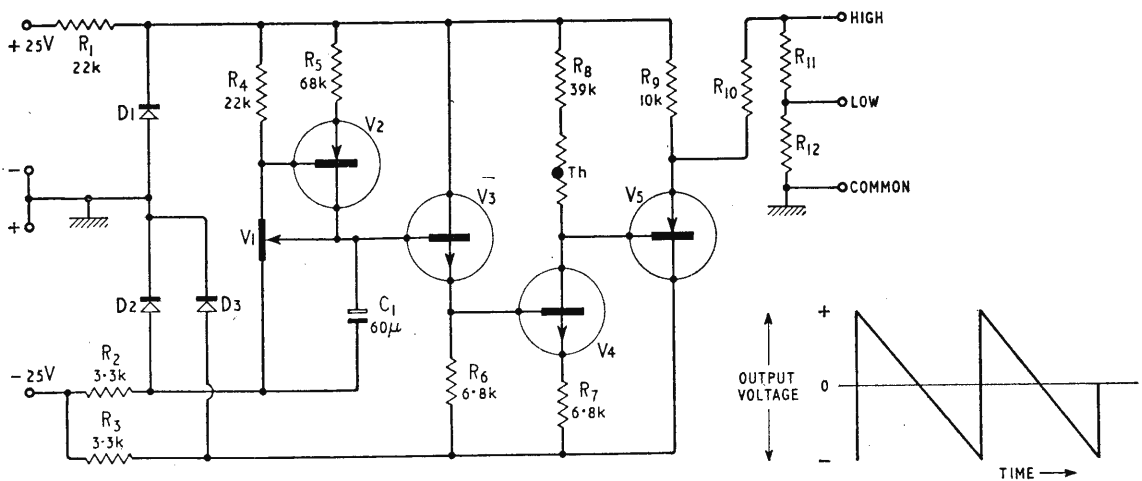 + 25V
R1
22k
D1
-
+
D2
D3
- 25V
R2
3·3k
R3
3·3k
R4
22k
R5
68k
V2
V1
C1
60μ
V3
R6
6·8k
R8
39k
Th
V4
R7
6·8k
R9
10k
V5
R10
R11
R12
HIGH
LOW
COMMON
OUTPUT
VOLTAGE
+
0
-
TIME